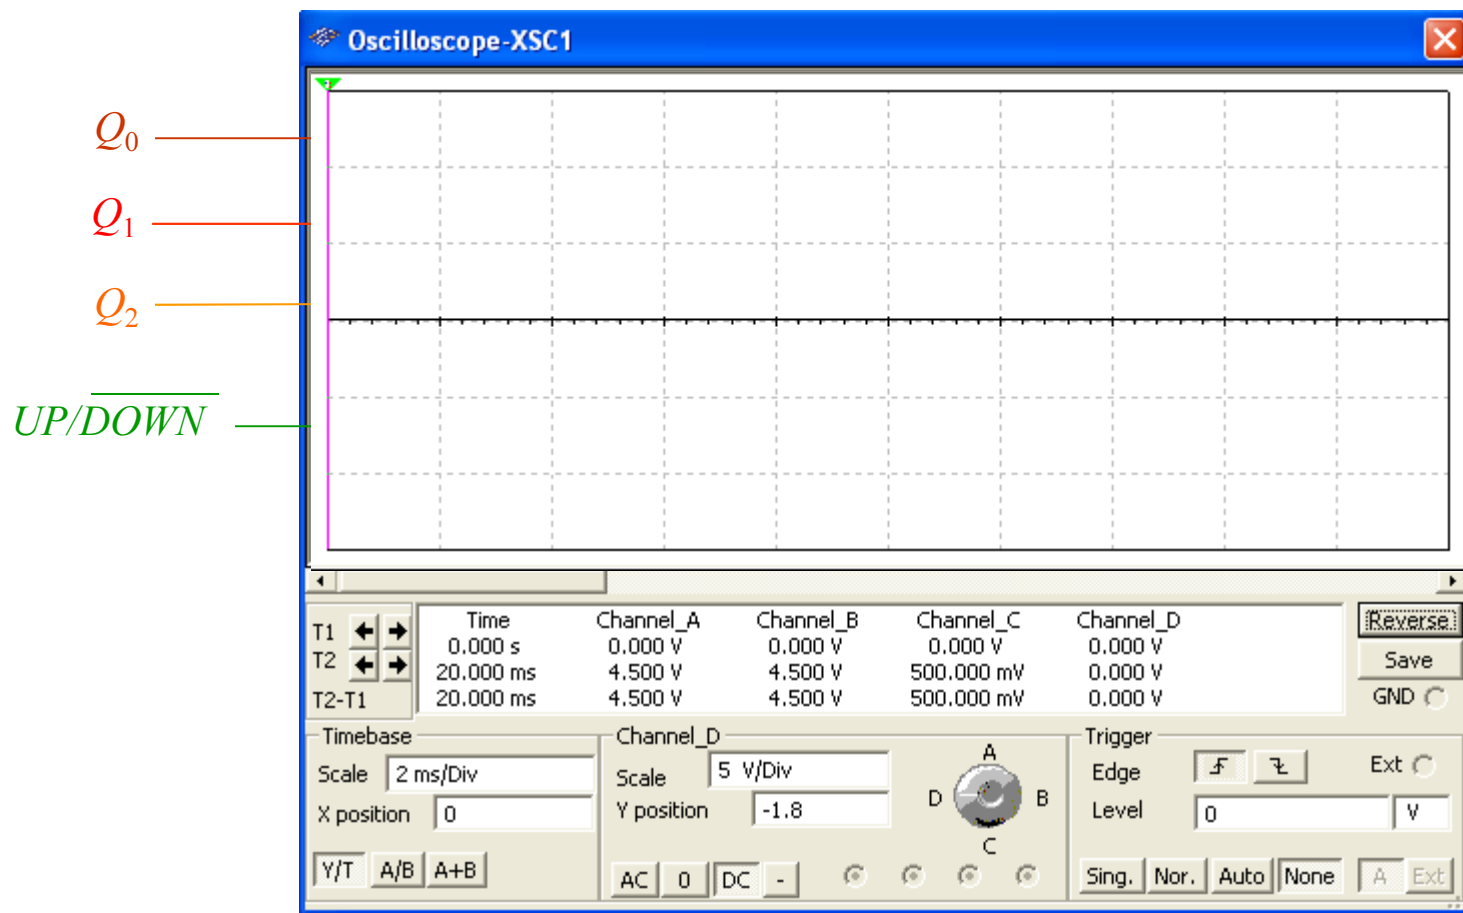 Oscilloscope-XSC1
Q0
Q1
Q2
UP/DOWN
T1
T2
T2-T1
Time Channel_A Channel_B Channel_C Channel_D
0.000 s 0.000 V 0.000 V 0.000 V 0.000 V
20.000 ms 4.500 V 4.500 V 500.000 mV 0.000 V
20.000 ms 4.500 V 4.500 V 500.000 mV 0.000 V
Reverse
Save
GND
Timebase
Scale 2 ms/Div
X position 0
Y/T A/B A+B
Channel_D
Scale 5 V/Div
Y position -1.8
AC 0 DC -
A
D B
C
Trigger
Edge Ext
Level 0 V
Sing. Nor. Auto None A Ext